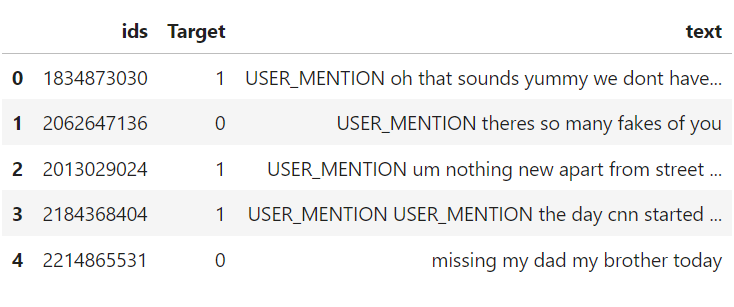 ids Target text
0 1834873030 1 USER_MENTION oh that sounds yummy we dont have...
1 2062647136 0 USER_MENTION theres so many fakes of you
2 2013029024 1 USER_MENTION um nothing new apart from street ...
3 2184368404 1 USER_MENTION USER_MENTION the day cnn started ...
4 2214865531 0 missing my dad my brother today